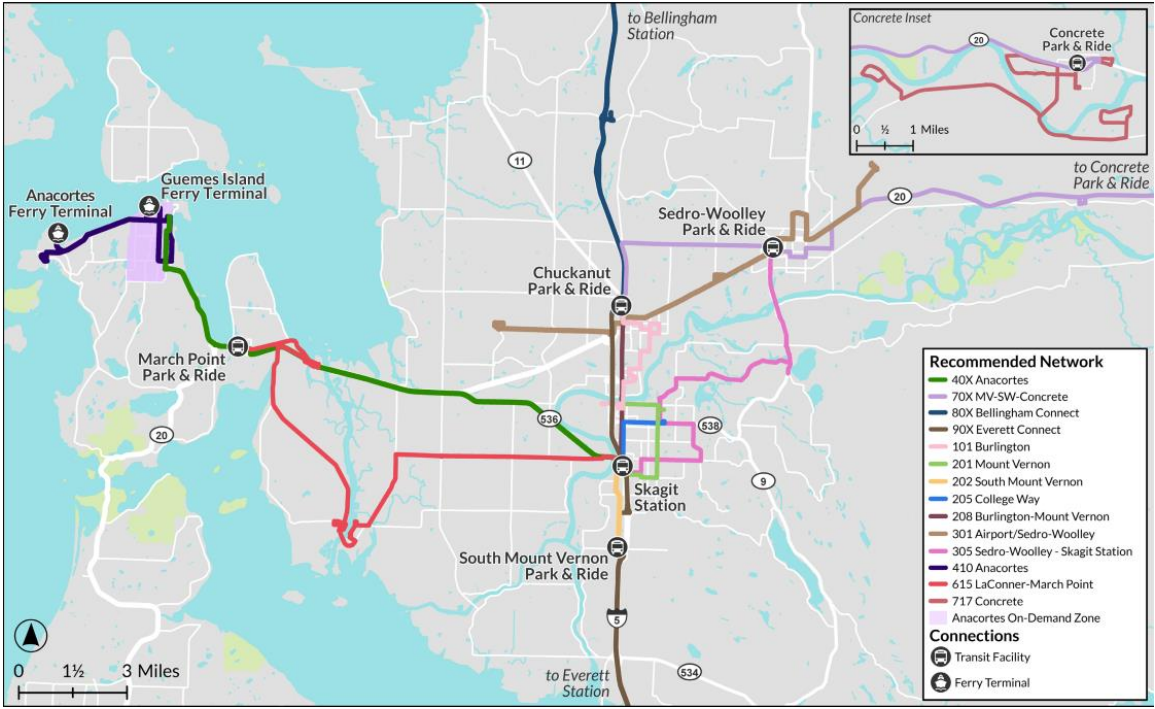 to Bellingham
Station
Concrete Inset
20
Concrete
Park & Ride
0 ½ 1 Miles
11
to Concrete
Park & Ride
20
Guemes Island
Ferry Terminal
Anacortes
Ferry Terminal
Sedro-Woolley
Park & Ride
Chuckanut
Park & Ride
March Point
Park & Ride
536
538
20
9
Skagit
Station
South Mount Vernon
Park & Ride
5
534
to Everett
Station
0 1½ 3 Miles
Recommended Network
40X Anacortes
70X MV-SW-Concrete
80X Bellingham Connect
90X Everett Connect
101 Burlington
201 Mount Vernon
202 South Mount Vernon
205 College Way
208 Burlington-Mount Vernon
301 Airport/Sedro-Woolley
305 Sedro-Woolley - Skagit Station
410 Anacortes
615 LaConner-March Point
717 Concrete
Anacortes On-Demand Zone
Connections
Transit Facility
Ferry Terminal